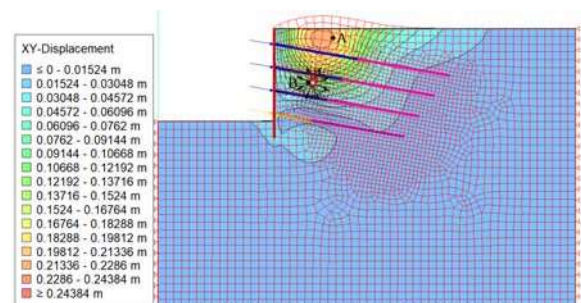 XY-Displacement
≤ 0 - 0.01524 m
0.01524 - 0.03048 m
0.03048 - 0.04572 m
0.04572 - 0.06096 m
0.06096 - 0.0762 m
0.0762 - 0.09144 m
0.09144 - 0.10668 m
0.10668 - 0.12192 m
0.12192 - 0.13716 m
0.13716 - 0.1524 m
0.1524 - 0.16764 m
0.16764 - 0.18288 m
0.18288 - 0.19812 m
0.19812 - 0.21336 m
0.21336 - 0.2286 m
0.2286 - 0.24384 m
≥ 0.24384 m
A
B